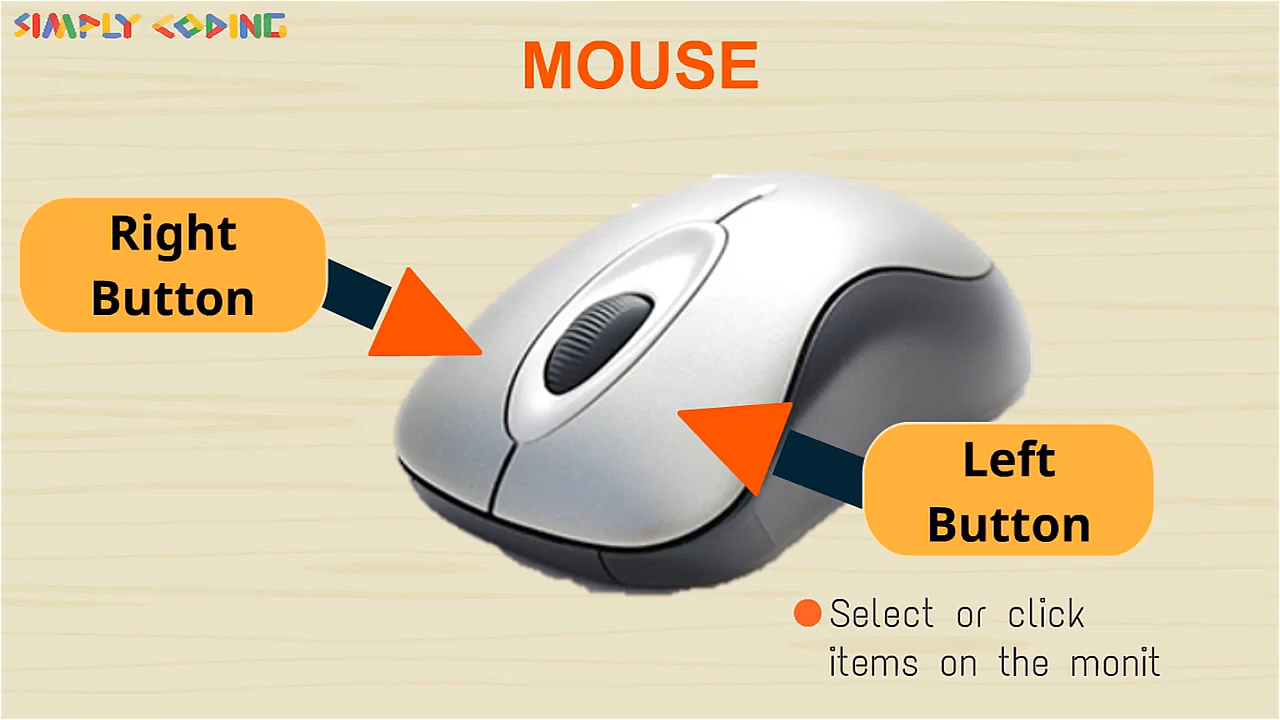 SIMPLY CODING
MOUSE
Right
Button
Left
Button
Select or click
items on the monit